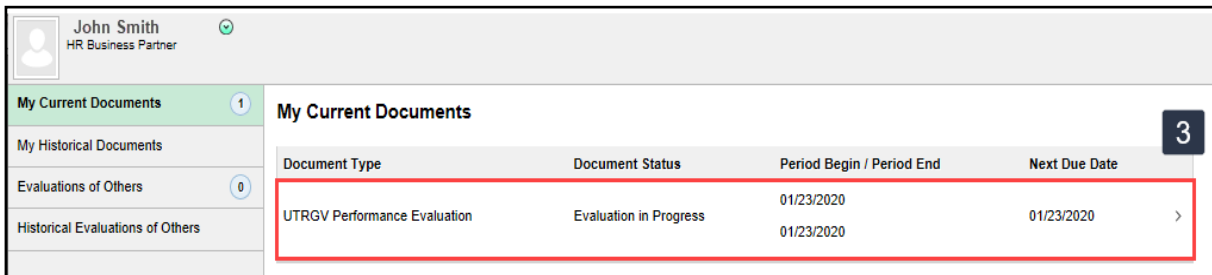 John Smith
HR Business Partner
My Current Documents 1
My Historical Documents
Evaluations of Others 0
Historical Evaluations of Others
My Current Documents
3
Document Type Document Status Period Begin / Period End Next Due Date
01/23/2020
UTRGV Performance Evaluation Evaluation in Progress 01/23/2020
01/23/2020